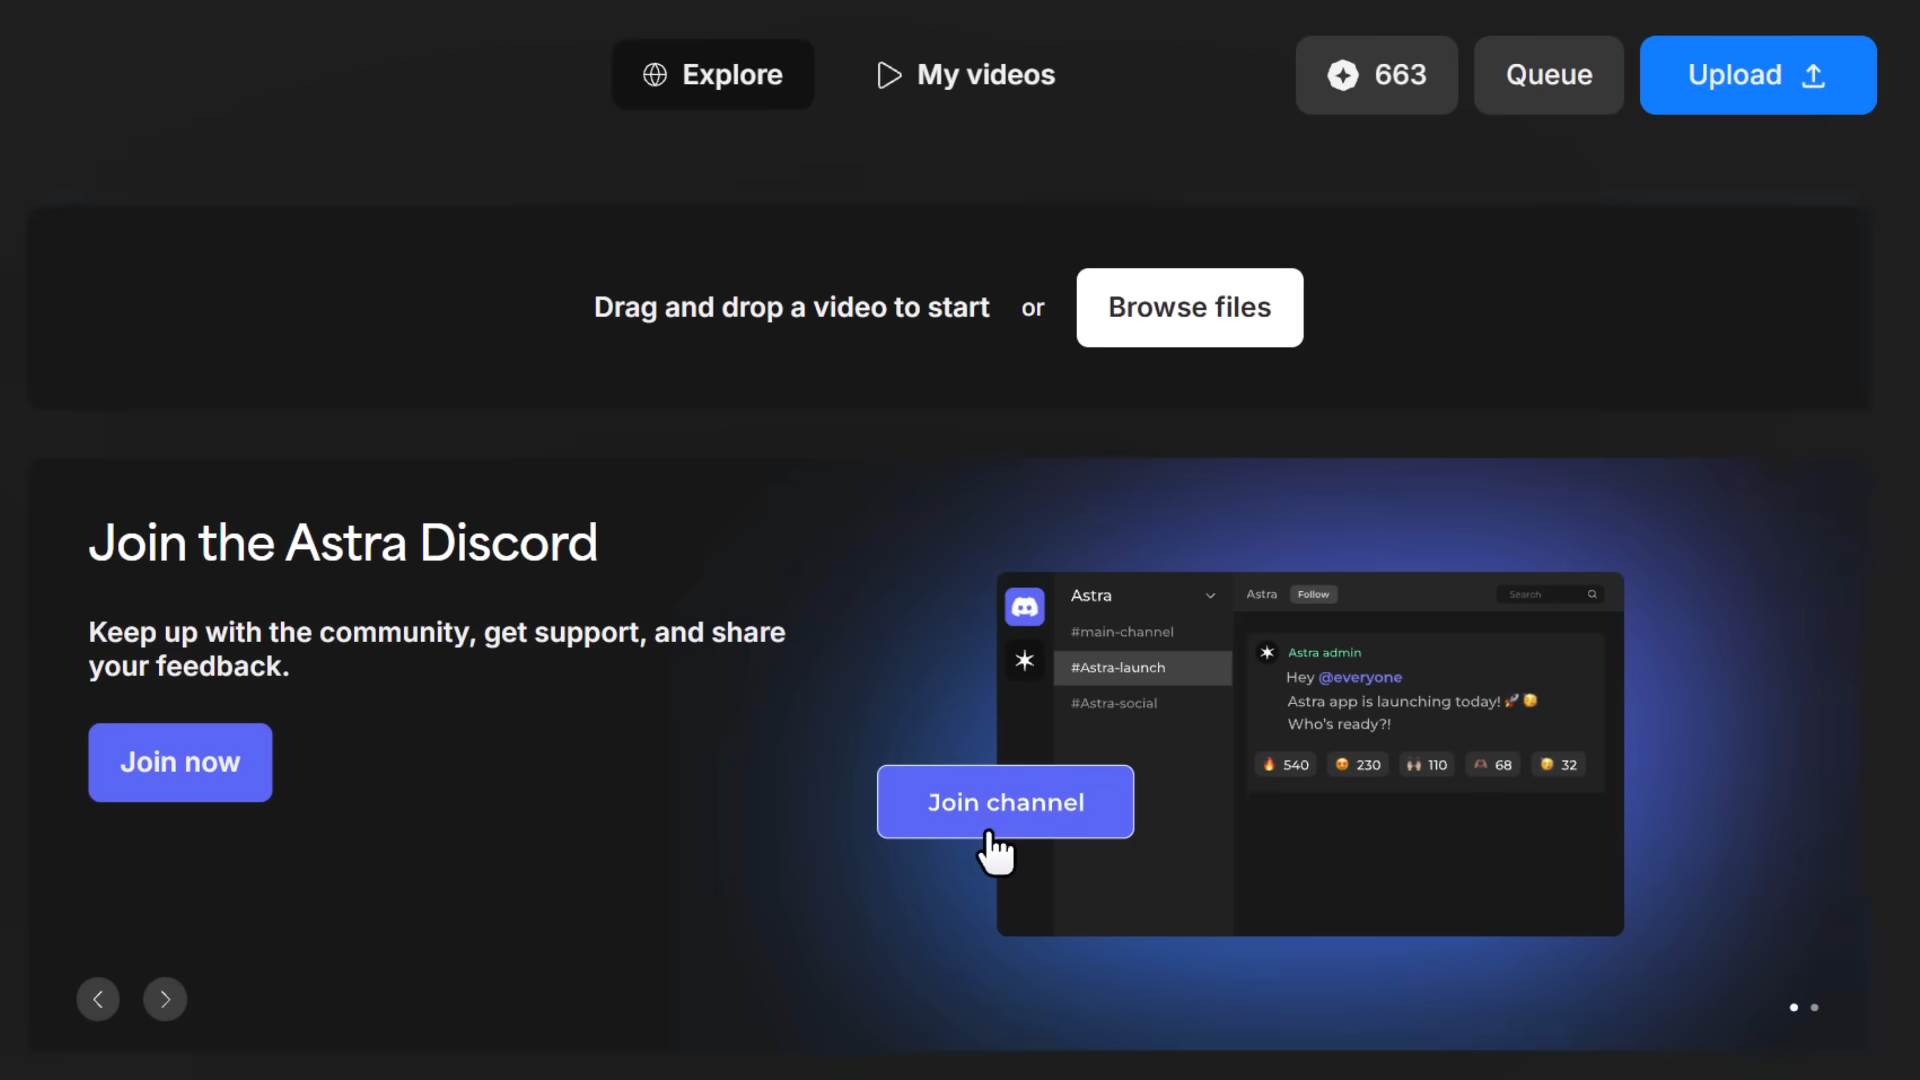 Explore
My videos
663
Queue
Upload
Drag and drop a video to start or Browse files
Join the Astra Discord
Keep up with the community, get support, and share
your feedback.
Join now
Astra
#main-channel
#Astra-launch
#Astra-social
Join channel
Astra Follow
Search
Astra admin
Hey @everyone
Astra app is launching today! 🚀 🥳
Who's ready?!
540 230 110 68 32